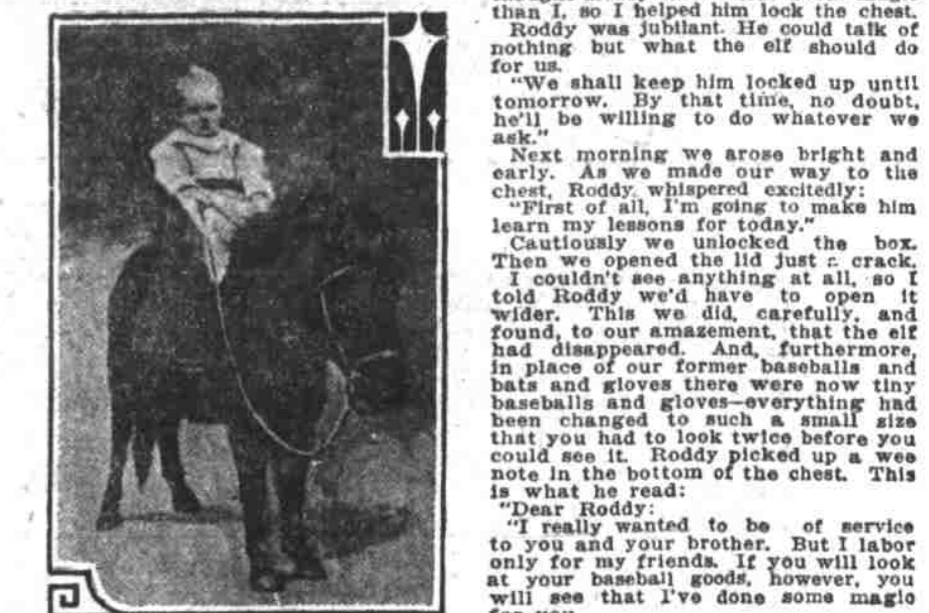 than I, so I helped him lock the chest.
Roddy was jubilant. He could talk of
nothing but what the elf should do
for us.
"We shall keep him locked up until
tomorrow. By that time, no doubt,
he'll be willing to do whatever we
ask."
Next morning we arose bright and
early. As we made our way to the
chest, Roddy whispered excitedly:
"First of all, I'm going to make him
learn my lessons for today."
Cautiously we unlocked the box.
Then we opened the lid just a crack.
I couldn't see anything at all, so I
told Roddy we'd have to open it
wider. This we did, carefully, and
found, to our amazement, that the elf
had disappeared. And, furthermore,
in place of our former baseballs and
bats and gloves there were now tiny
baseballs and gloves—everything had
been changed to such a small size
that you had to look twice before you
could see it. Roddy picked up a wee
note in the bottom of the chest. This
is what he read:
"Dear Roddy:
"I really wanted to be of service
to you and your brother. But I labor
only for my friends. If you will look
at your baseball goods, however, you
will see that I've done some magic
for you